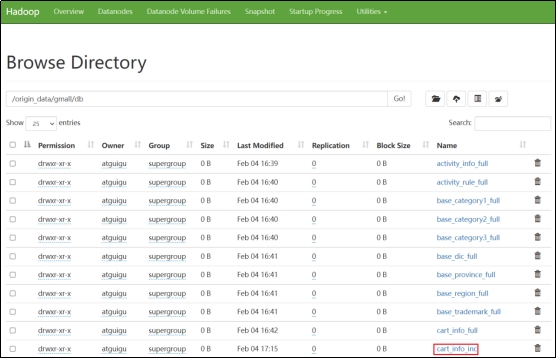 Hadoop Overview Datanodes Datanode Volume Failures Snapshot Startup Progress Utilities
Browse Directory
/origin_data/gmall/db Go!
Show 25 entries Search:
Permission Owner Group Size Last Modified Replication Block Size Name
drwxr-xr-x atguigu supergroup 0 B Feb 04 16:39 0 0 B activity_info_full
drwxr-xr-x atguigu supergroup 0 B Feb 04 16:40 0 0 B activity_rule_full
drwxr-xr-x atguigu supergroup 0 B Feb 04 16:40 0 0 B base_category1_full
drwxr-xr-x atguigu supergroup 0 B Feb 04 16:40 0 0 B base_category2_full
drwxr-xr-x atguigu supergroup 0 B Feb 04 16:40 0 0 B base_category3_full
drwxr-xr-x atguigu supergroup 0 B Feb 04 16:41 0 0 B base_dic_full
drwxr-xr-x atguigu supergroup 0 B Feb 04 16:41 0 0 B base_province_full
drwxr-xr-x atguigu supergroup 0 B Feb 04 16:41 0 0 B base_region_full
drwxr-xr-x atguigu supergroup 0 B Feb 04 16:41 0 0 B base_trademark_full
drwxr-xr-x atguigu supergroup 0 B Feb 04 16:42 0 0 B cart_info_full
drwxr-xr-x atguigu supergroup 0 B Feb 04 17:15 0 0 B cart_info_inc